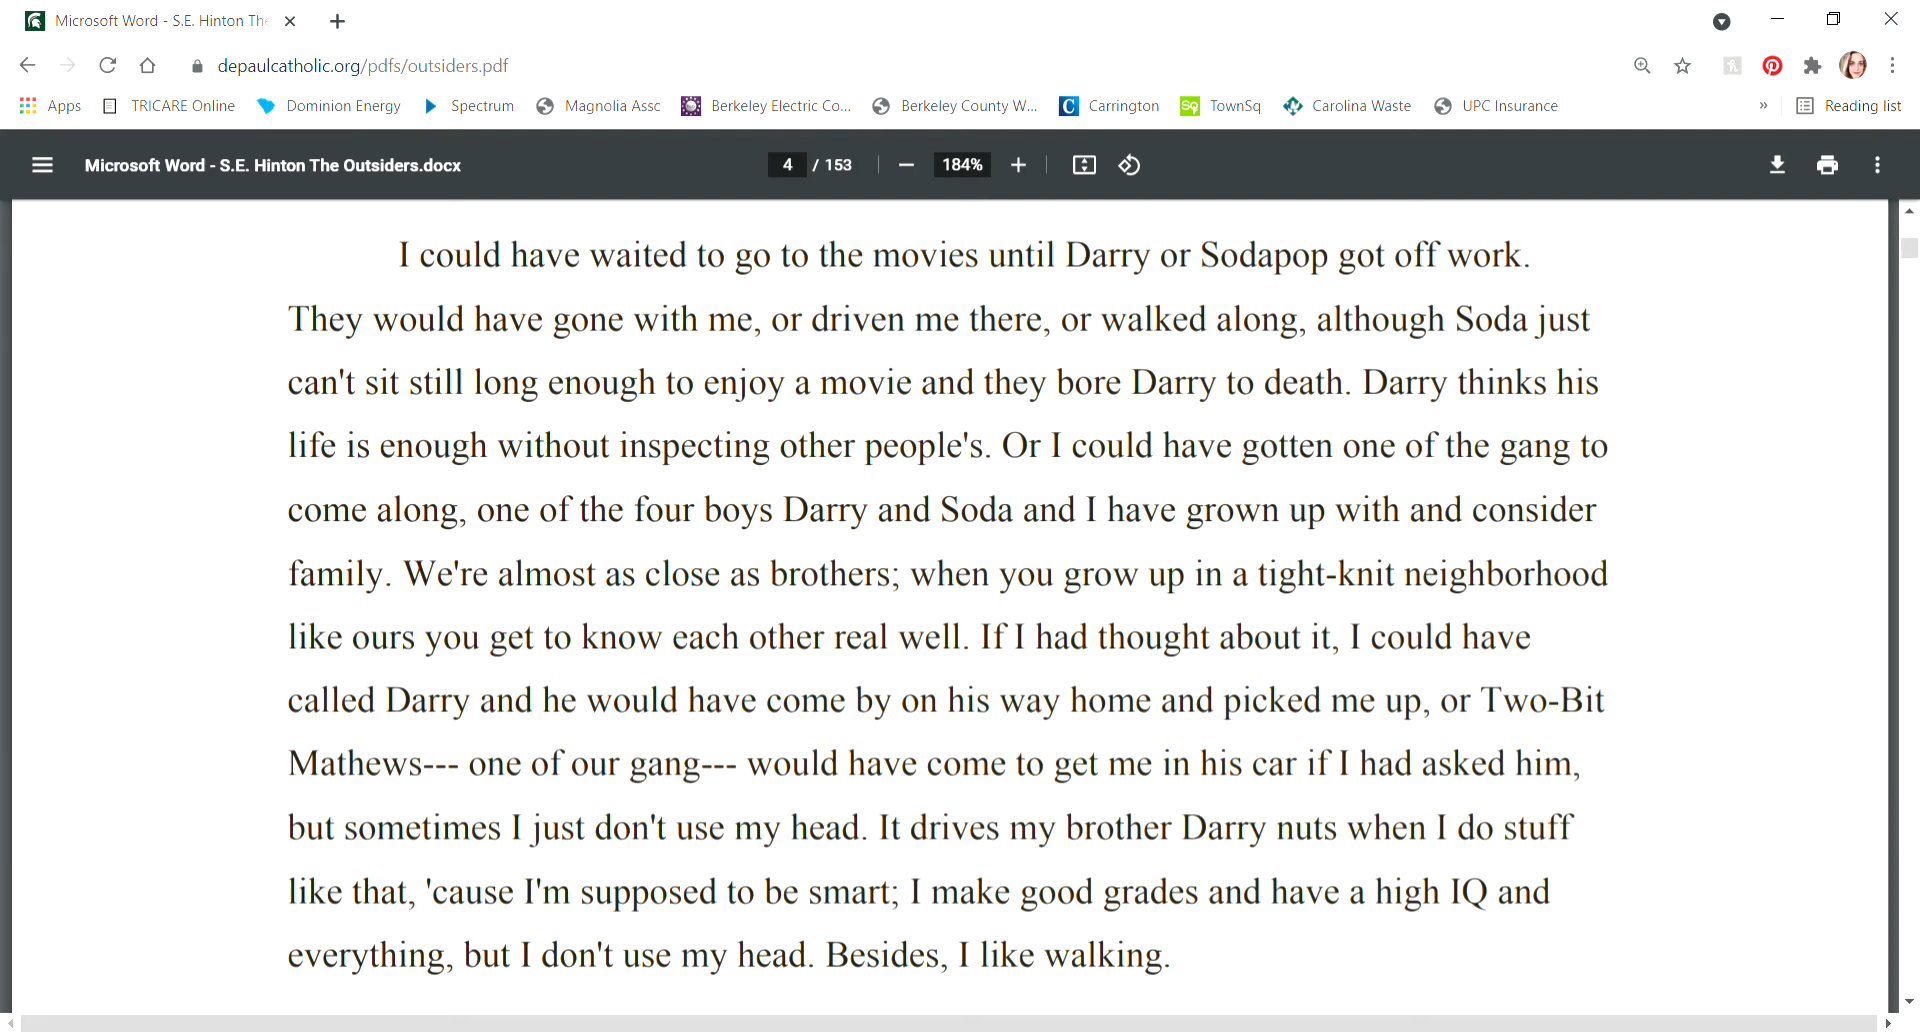 Microsoft Word - S.E. Hinton The
depaulcatholic.org/pdfs/outsiders.pdf
Apps TRICARE Online Dominion Energy Spectrum Magnolia Assc Berkeley Electric Co... Berkeley County W... C Carrington Sq TownSq Carolina Waste UPC Insurance » Reading list
Microsoft Word - S.E. Hinton The Outsiders.docx 4 / 153 184%
I could have waited to go to the movies until Darry or Sodapop got off work.
They would have gone with me, or driven me there, or walked along, although Soda just
can't sit still long enough to enjoy a movie and they bore Darry to death. Darry thinks his
life is enough without inspecting other people's. Or I could have gotten one of the gang to
come along, one of the four boys Darry and Soda and I have grown up with and consider
family. We're almost as close as brothers; when you grow up in a tight-knit neighborhood
like ours you get to know each other real well. If I had thought about it, I could have
called Darry and he would have come by on his way home and picked me up, or Two-Bit
Mathews--- one of our gang--- would have come to get me in his car if I had asked him,
but sometimes I just don't use my head. It drives my brother Darry nuts when I do stuff
like that, 'cause I'm supposed to be smart; I make good grades and have a high IQ and
everything, but I don't use my head. Besides, I like walking.